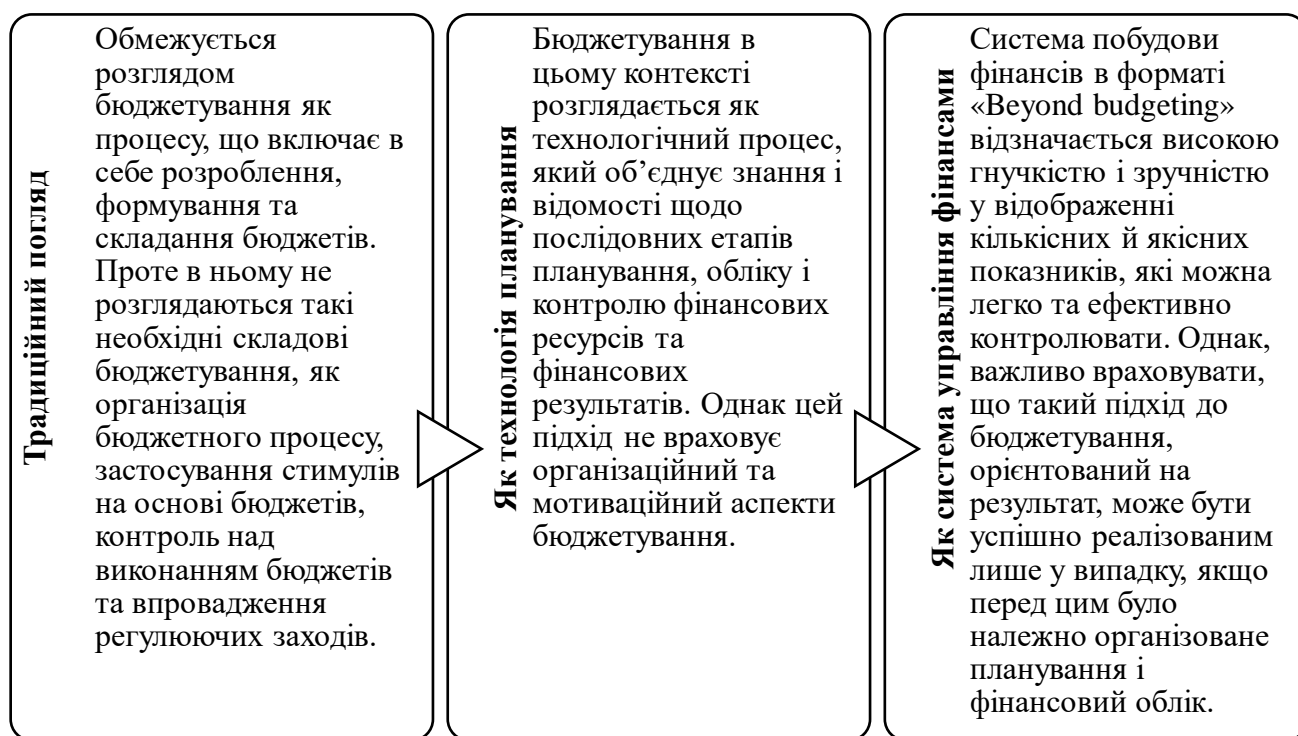 Традиційний погляд
Обмежується
розглядом
бюджетування як
процесу, що включає в
себе розроблення,
формування та
складання бюджетів.
Проте в ньому не
розглядаються такі
необхідні складові
бюджетування, як
організація
бюджетного процесу,
застосування стимулів
на основі бюджетів,
контроль над
виконанням бюджетів
та впровадження
регулюючих заходів.
Як технологія планування
Бюджетування в
цьому контексті
розглядається як
технологічний процес,
який об’єднує знання і
відомості щодо
послідовних етапів
планування, обліку і
контролю фінансових
ресурсів та
фінансових
результатів. Однак цей
підхід не враховує
організаційний та
мотиваційний аспекти
бюджетування.
Як система управління фінансами
Система побудови
фінансів в форматі
«Beyond budgeting»
відзначається високою
гнучкістю і зручністю
у відображенні
кількісних й якісних
показників, які можна
легко та ефективно
контролювати. Однак,
важливо враховувати,
що такий підхід до
бюджетування,
орієнтований на
результат, може бути
успішно реалізованим
лише у випадку, якщо
перед цим було
належно організоване
планування і
фінансовий облік.